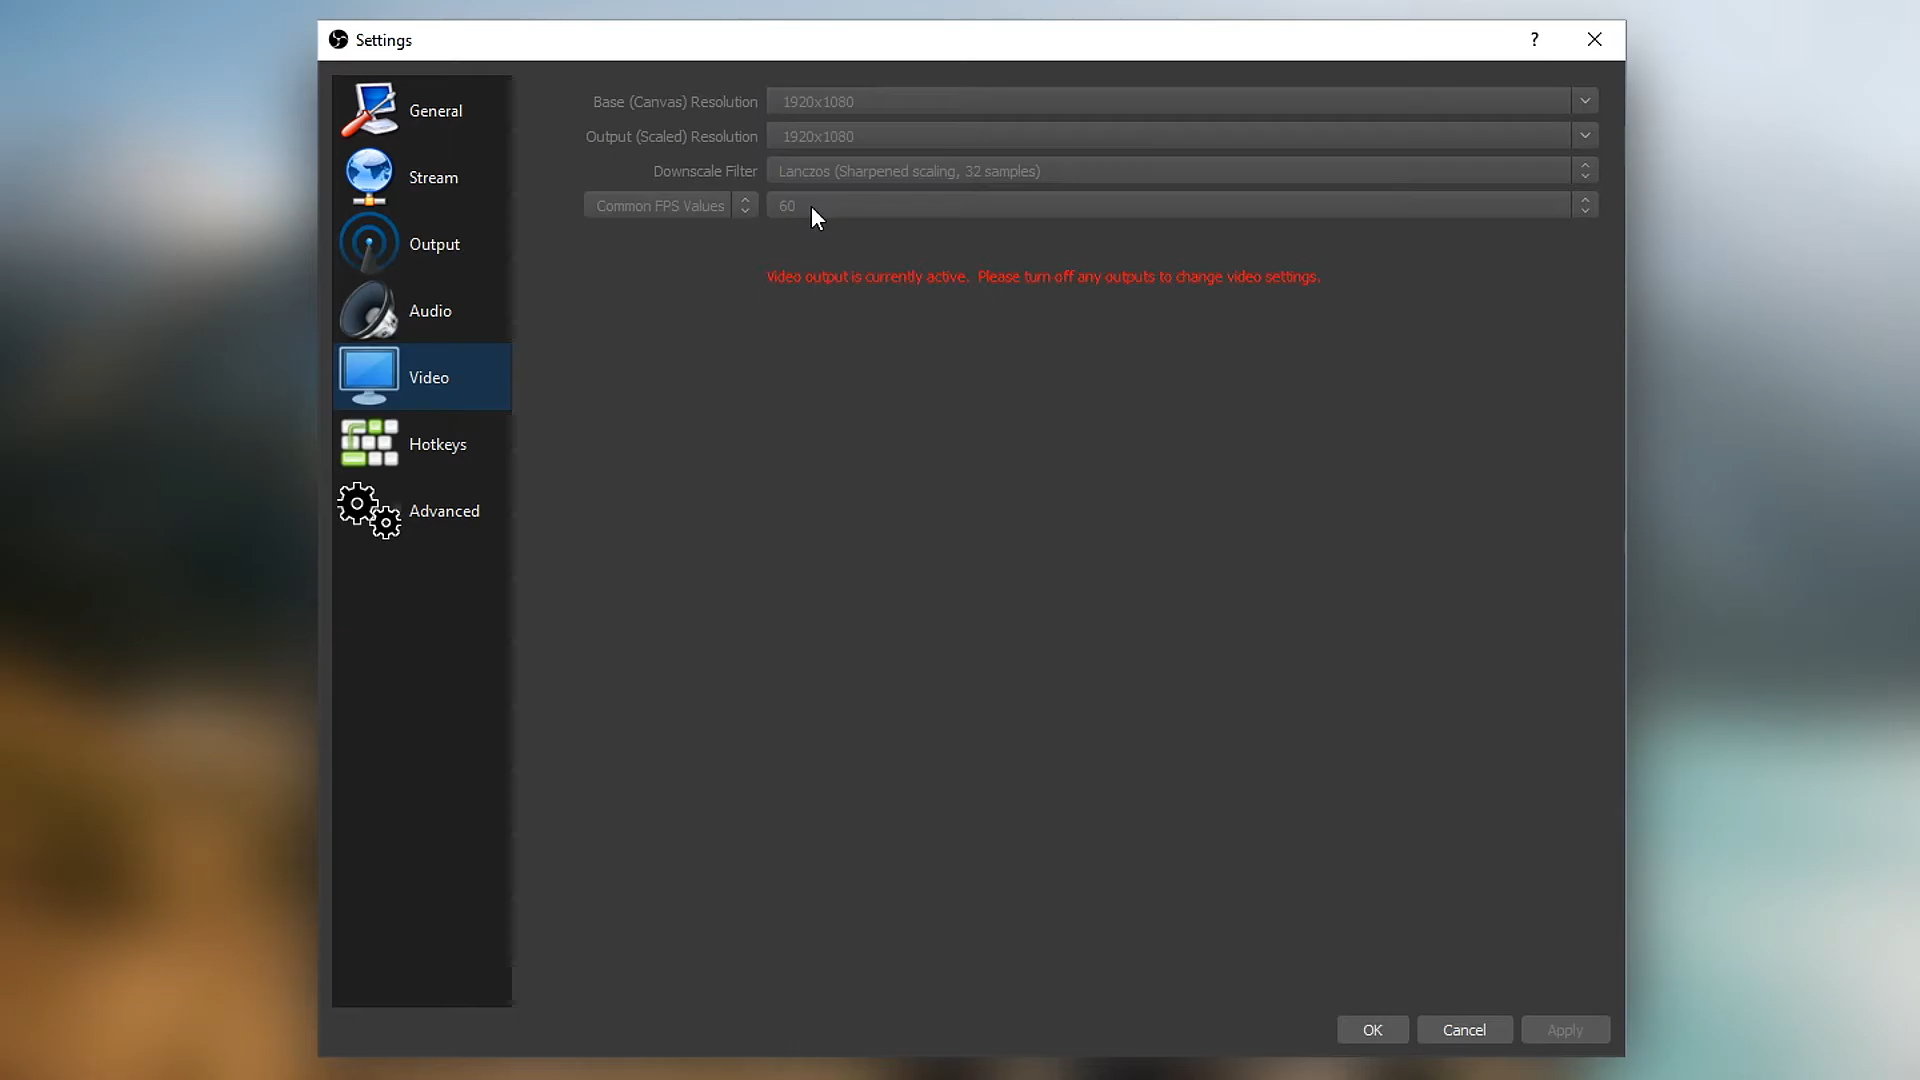 Settings
?
General
Stream
Output
Audio
Video
Hotkeys
Advanced
Base (Canvas) Resolution 1920x1080
Output (Scaled) Resolution 1920x1080
Downscale Filter Lanczos (Sharpened scaling, 32 samples)
Common FPS Values 60
Video output is currently active. Please turn off any outputs to change video settings.
OK Cancel Apply